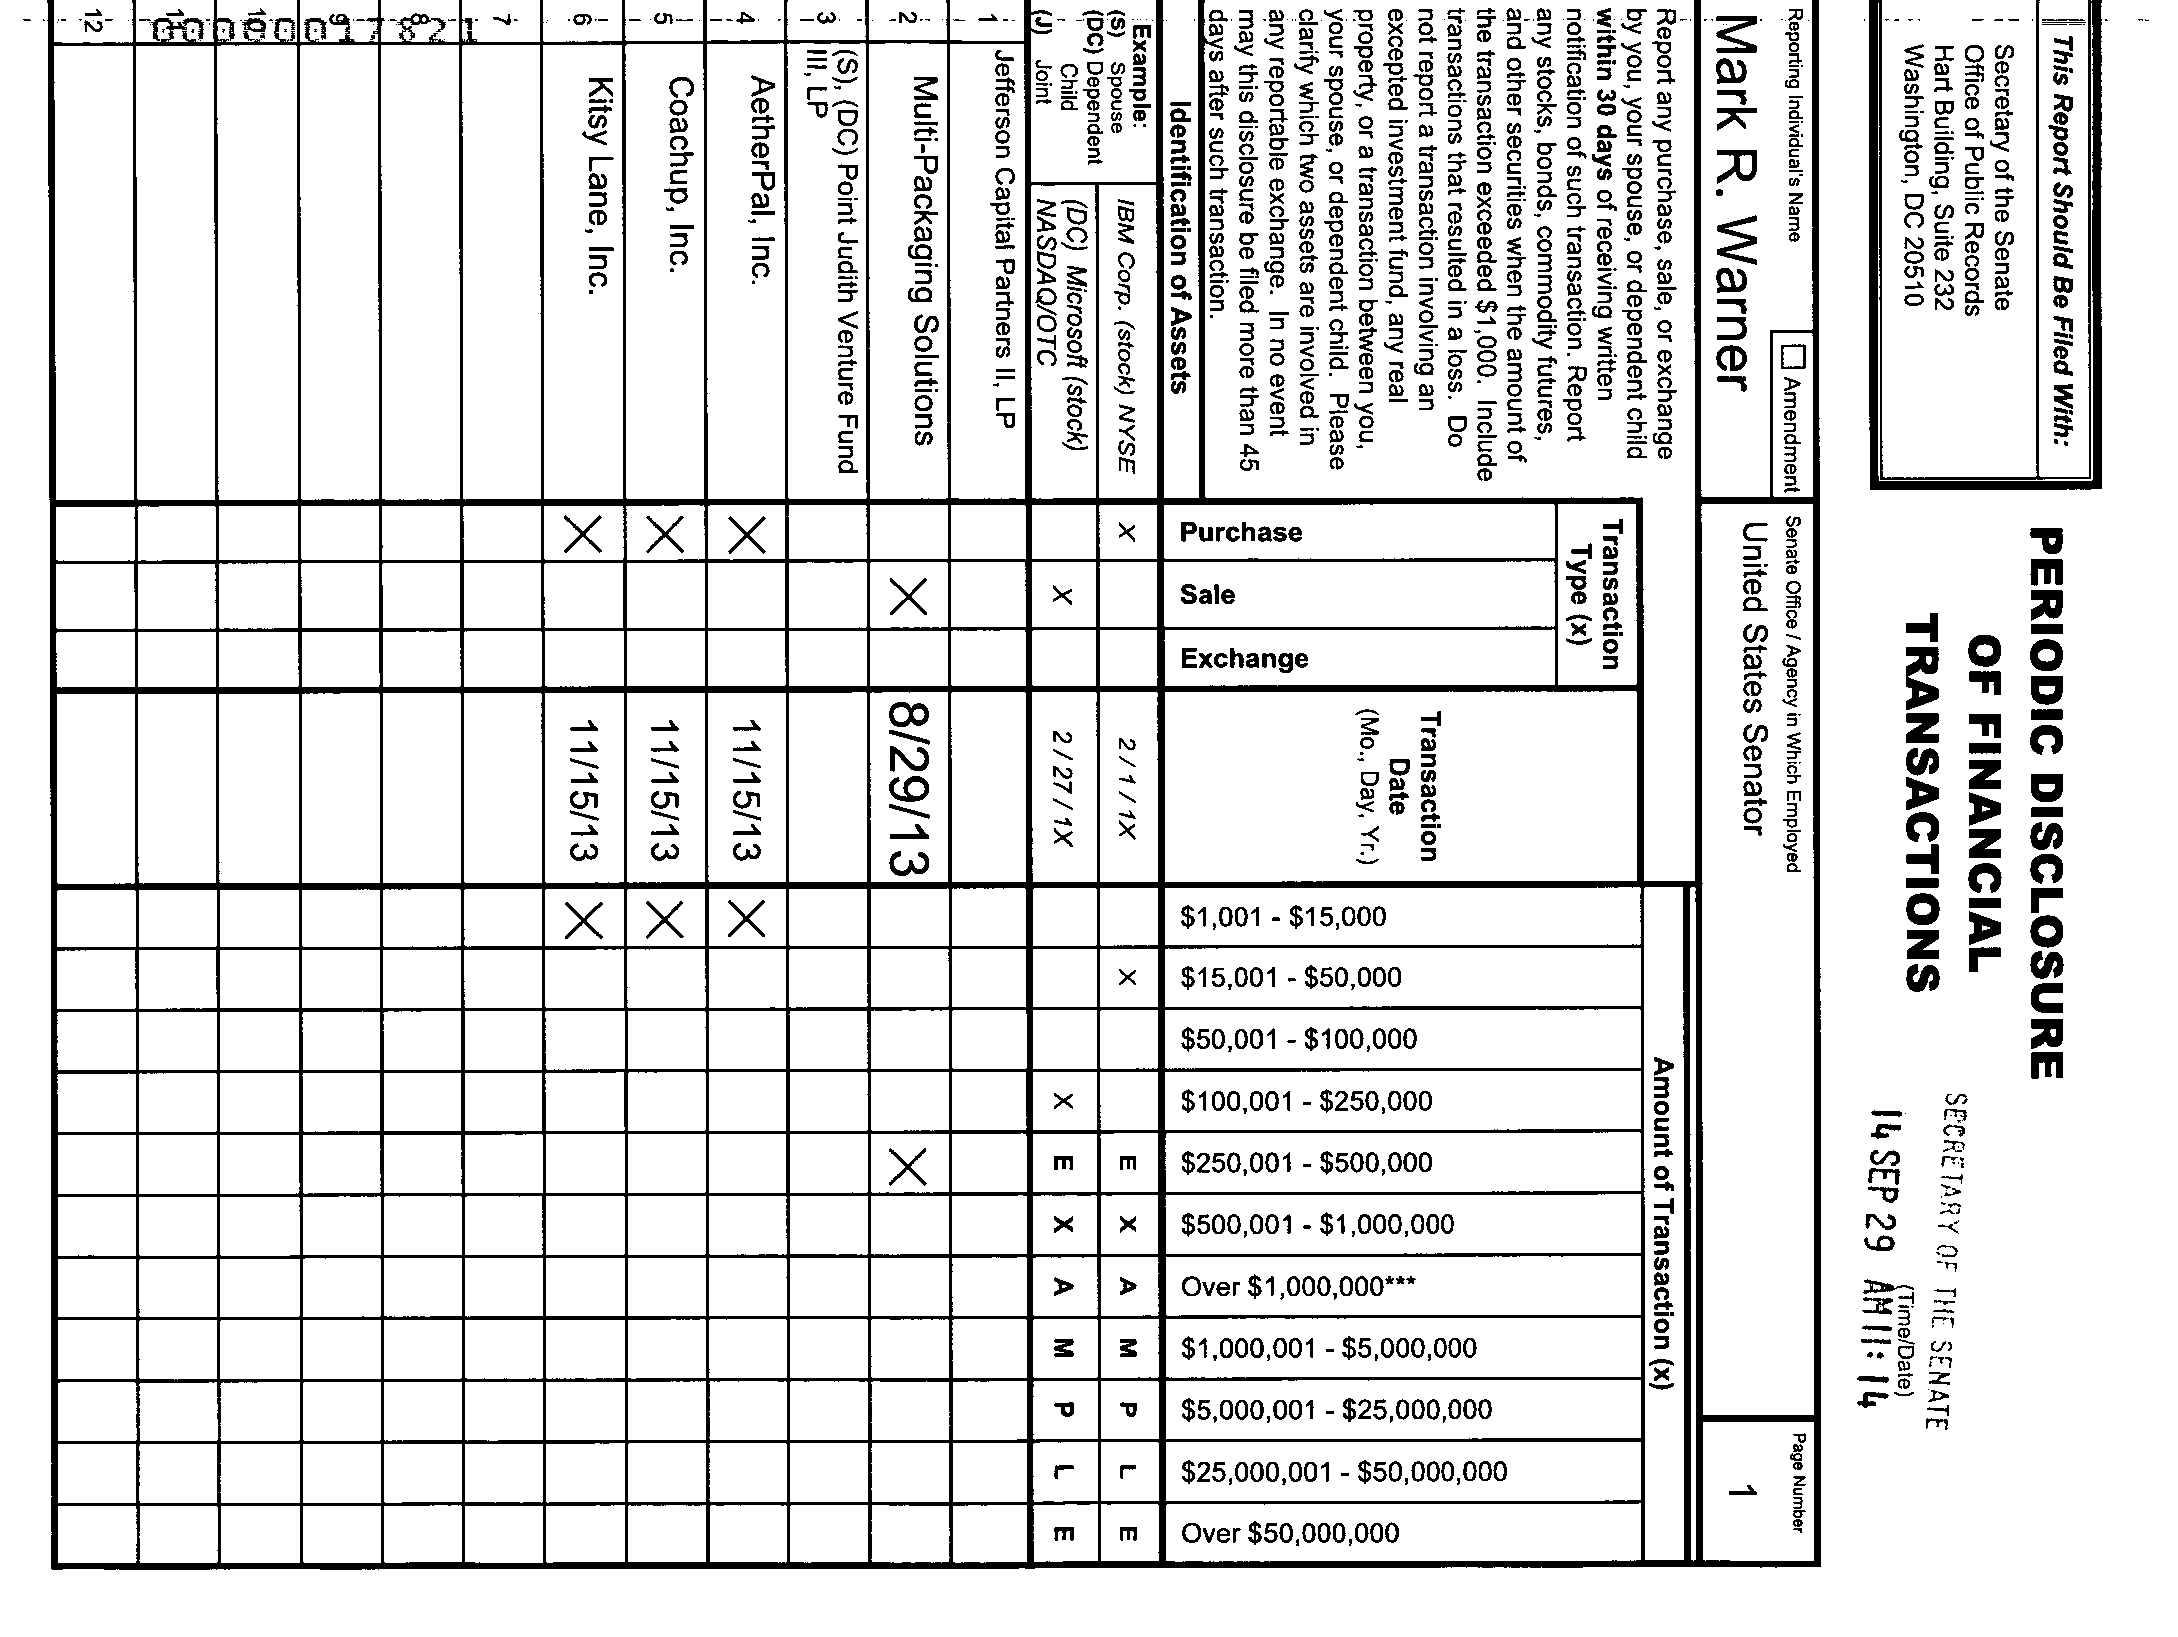 This Report Should Be Filed With:
Secretary of the Senate
Office of Public Records
Hart Building, Suite 232
Washington, DC 20510
PERIODIC DISCLOSURE
OF FINANCIAL
TRANSACTIONS
SECRETARY OF THE SENATE
(Time/Date)
14 SEP 29 AM 11:14
Reporting Individual's Name
Mark R. Warner
Amendment
Senate Office / Agency in Which Employed
United States Senator
Page Number
1
Report any purchase, sale, or exchange
by you, your spouse, or dependent child
within 30 days of receiving written
notification of such transaction. Report
any stocks, bonds, commodity futures,
and other securities when the amount of
the transaction exceeded $1,000. Include
transactions that resulted in a loss. Do
not report a transaction involving an
excepted investment fund, any real
property, or a transaction between you,
your spouse, or dependent child. Please
clarify which two assets are involved in
any reportable exchange. In no event
may this disclosure be filed more than 45
days after such transaction.
Identification of Assets
Transaction
Type (x)
Purchase
Sale
Exchange
Transaction
Date
(Mo., Day, Yr.)
Amount of Transaction (x)
$1,001 - $15,000
$15,001 - $50,000
$50,001 - $100,000
$100,001 - $250,000
$250,001 - $500,000
$500,001 - $1,000,000
Over $1,000,000***
$1,000,001 - $5,000,000
$5,000,001 - $25,000,000
$25,000,001 - $50,000,000
Over $50,000,000
Example:
(S) Spouse
(DC) Dependent
Child
(J) Joint
IBM Corp. (stock) NYSE X 2 / 1 / 1X X E X A M P L E
(DC) Microsoft (stock)
NASDAQ/OTC X 2 / 27 / 1X X E X A M P L E
1 Jefferson Capital Partners II, LP
2 Multi-Packaging Solutions X 8/29/13 X
3 (S), (DC) Point Judith Venture Fund
III, LP
4 AetherPal, Inc. X 11/15/13 X
5 Coachup, Inc. X 11/15/13 X
6 Kitsy Lane, Inc. X 11/15/13 X
7
8
9
10
11
12